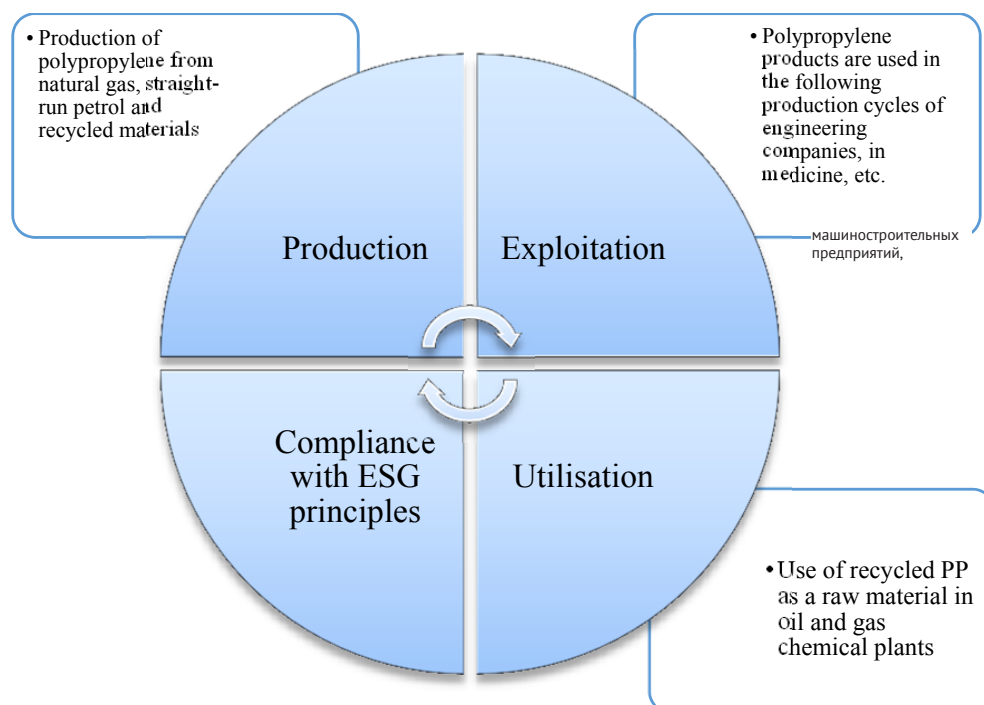 • Production of
polypropylene from
natural gas, straight-
run petrol and
recycled materials
• Polypropylene
products are used in
the following
production cycles of
engineering
companies, in
medicine, etc.
машиностроительных
предприятий,
Production
Exploitation
Compliance
with ESG
principles
Utilisation
• Use of recycled PP
as a raw material in
oil and gas
chemical plants